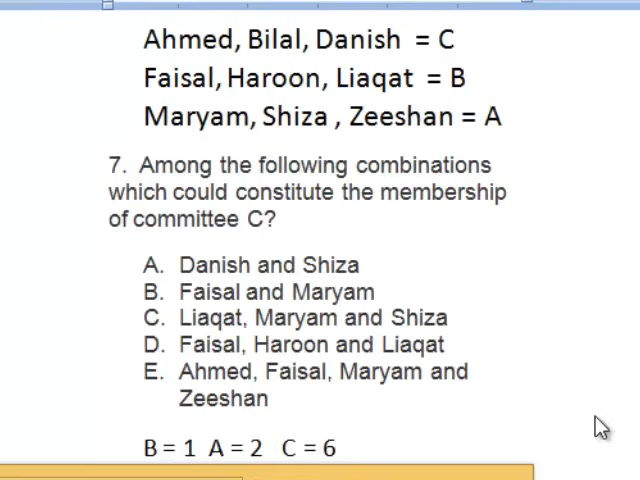 Ahmed, Bilal, Danish = C
Faisal, Haroon, Liaqat = B
Maryam, Shiza , Zeeshan = A
7. Among the following combinations
which could constitute the membership
of committee C?
A. Danish and Shiza
B. Faisal and Maryam
C. Liaqat, Maryam and Shiza
D. Faisal, Haroon and Liaqat
E. Ahmed, Faisal, Maryam and
Zeeshan
B = 1 A = 2 C = 6